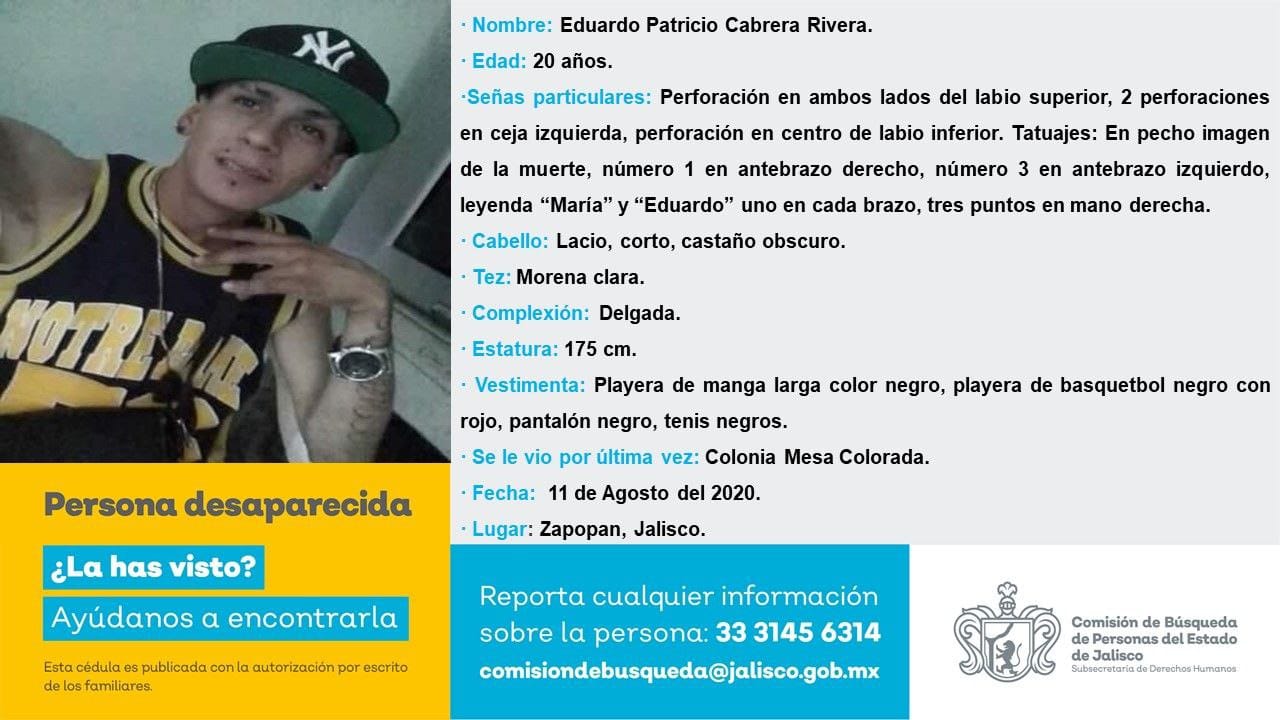 NY
NOTRE
· Nombre: Eduardo Patricio Cabrera Rivera.
· Edad: 20 años.
·Señas particulares: Perforación en ambos lados del labio superior, 2 perforaciones
en ceja izquierda, perforación en centro de labio inferior. Tatuajes: En pecho imagen
de la muerte, número 1 en antebrazo derecho, número 3 en antebrazo izquierdo,
leyenda “María” y “Eduardo” uno en cada brazo, tres puntos en mano derecha.
· Cabello: Lacio, corto, castaño obscuro.
· Tez: Morena clara.
· Complexión: Delgada.
· Estatura: 175 cm.
· Vestimenta: Playera de manga larga color negro, playera de basquetbol negro con
rojo, pantalón negro, tenis negros.
· Se le vio por última vez: Colonia Mesa Colorada.
· Fecha: 11 de Agosto del 2020.
· Lugar: Zapopan, Jalisco.
Persona desaparecida
¿La has visto?
Ayúdanos a encontrarla
Esta cédula es publicada con la autorización por escrito
de los familiares.
Reporta cualquier información
sobre la persona: 33 3145 6314
comisiondebusqueda@jalisco.gob.mx
Comisión de Búsqueda
de Personas del Estado
de Jalisco
Subsecretaría de Derechos Humanos